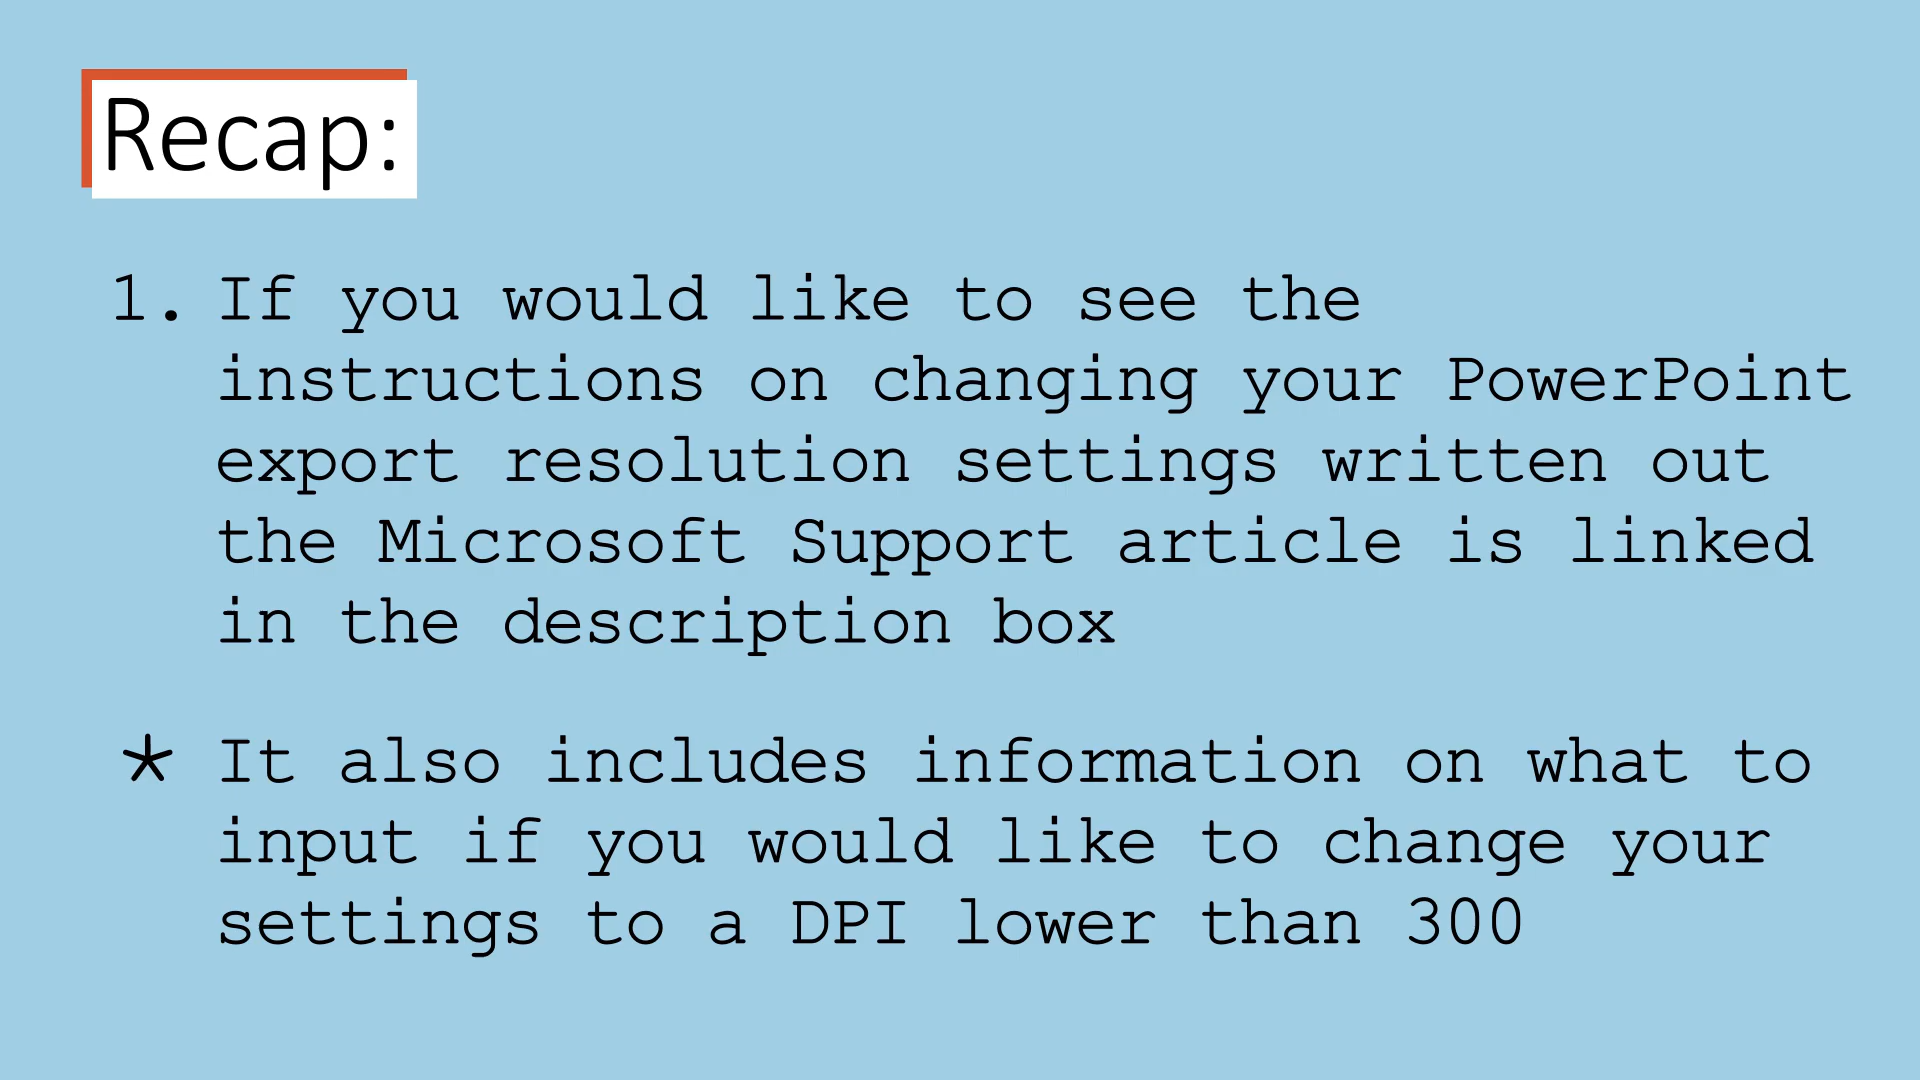 Recap:
1. If you would like to see the
instructions on changing your PowerPoint
export resolution settings written out
the Microsoft Support article is linked
in the description box
* It also includes information on what to
input if you would like to change your
settings to a DPI lower than 300